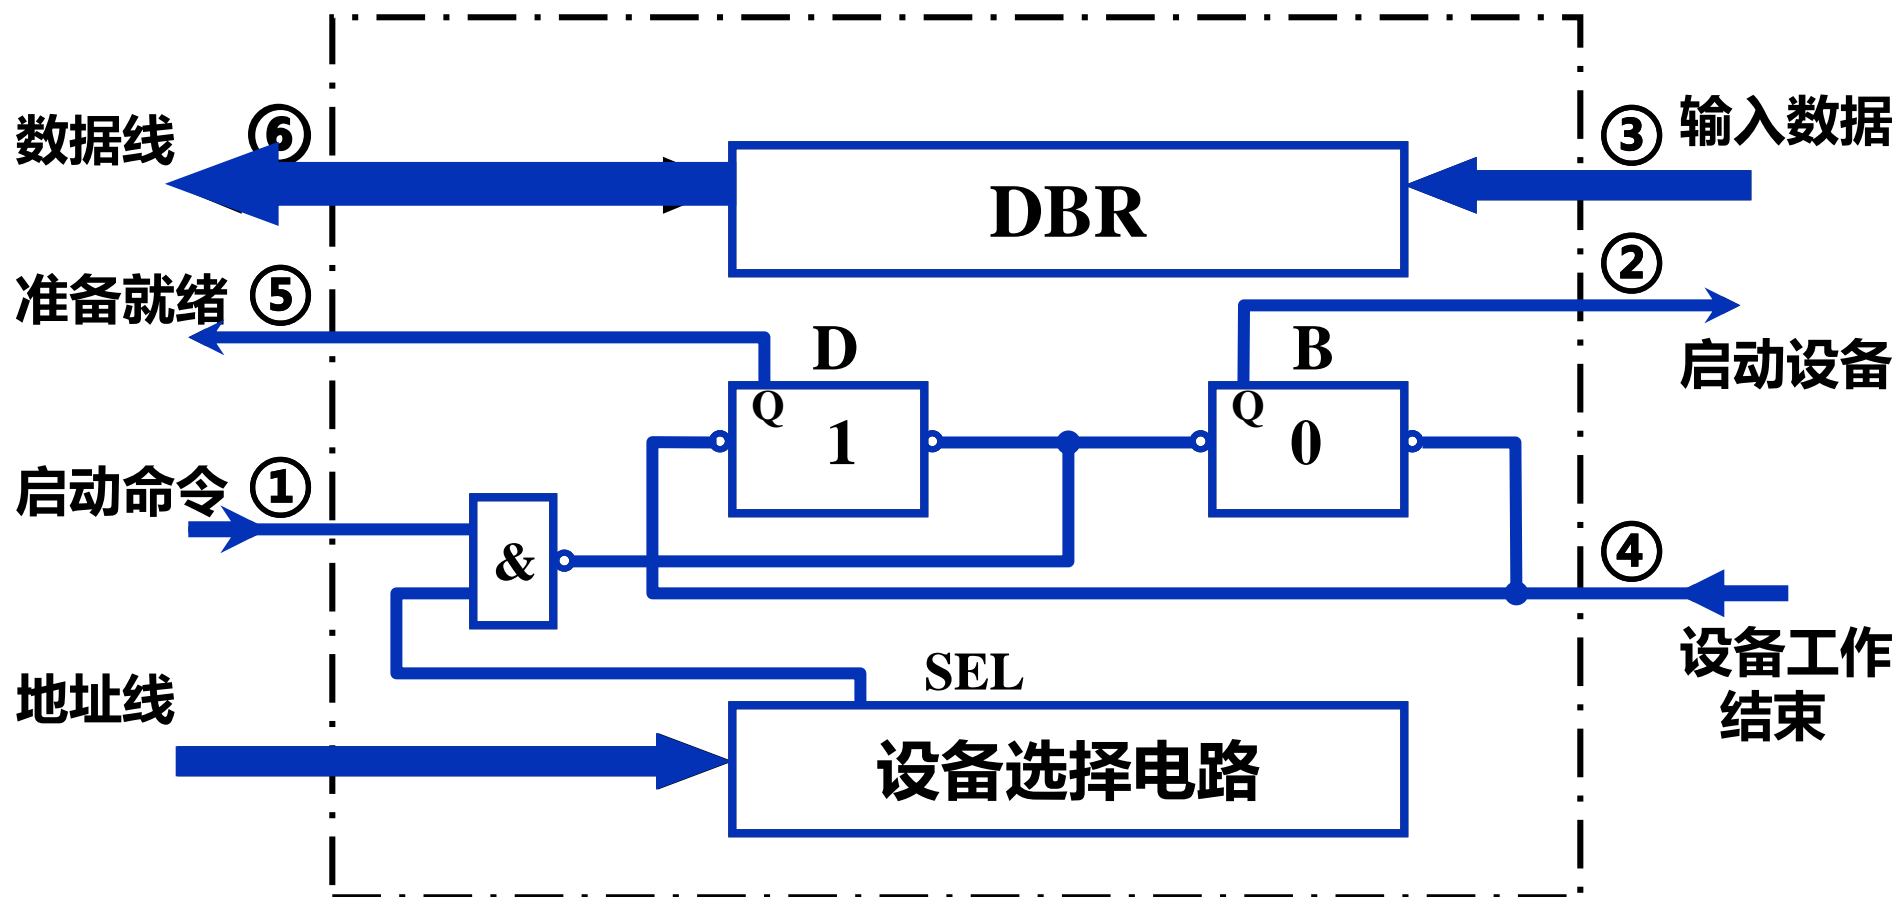 数据线
⑥
③
输入数据
DBR
②
准备就绪
⑤
启动设备
D
B
Q
1
Q
0
启动命令
①
&
④
设备工作
结束
SEL
地址线
设备选择电路